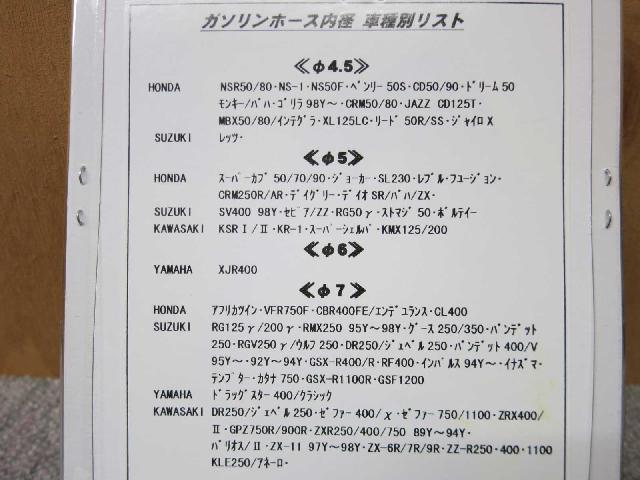 ガソリンホース内径 車種別リスト
≪φ4.5≫
HONDA NSR50/80･NS-1･NS50F･ベンリー50S･CD50/90･ドリーム50
モンキー/バハ･ゴリラ 98Y～･CRM50/80･JAZZ CD125T･
MBX50/80/インテグラ･XL125LC･リード50R/SS･ジャイロX
SUZUKI レッツ･
≪φ5≫
HONDA スーパーカブ50/70/90･ジョーカー･SL230･レブル･フュージョン･
CRM250R/AR･デイグリー･デイオSR/バハ/ZX･
SUZUKI SV400 98Y･セピア/ZZ･RG50γ･ストマジ50･ボルテイー
KAWASAKI KSRⅠ/Ⅱ･KR-1･スーパーシェルパ･KMX125/200
≪φ6≫
YAMAHA XJR400
≪φ7≫
HONDA アフリカツイン･VFR750F･CBR400FE/エンデュランス･CL400
SUZUKI RG125γ/200γ･RMX250 95Y～98Y･グース250/350･バンデット
250･RGV250γ/ウルフ250･DR250/ジェベル250･バンデット400/V
95Y～･92Y～94Y･GSX-R400/R･RF400･インパルス94Y～･イナズマ･
テンプター･カタナ750･GSX-R1100R･GSF1200
YAMAHA ドラッグスター400/クラシック
KAWASAKI DR250/ジェベル250･ゼファー400/χ･ゼファー750/1100･ZRX400/
Ⅱ･GPZ750R/900R･ZXR250/400/750 89Y～94Y･
バリオス/Ⅱ･ZX-11 97Y～98Y･ZX-6R/7R/9R･ZZ-R250･400･1100
KLE250/アネーロ･